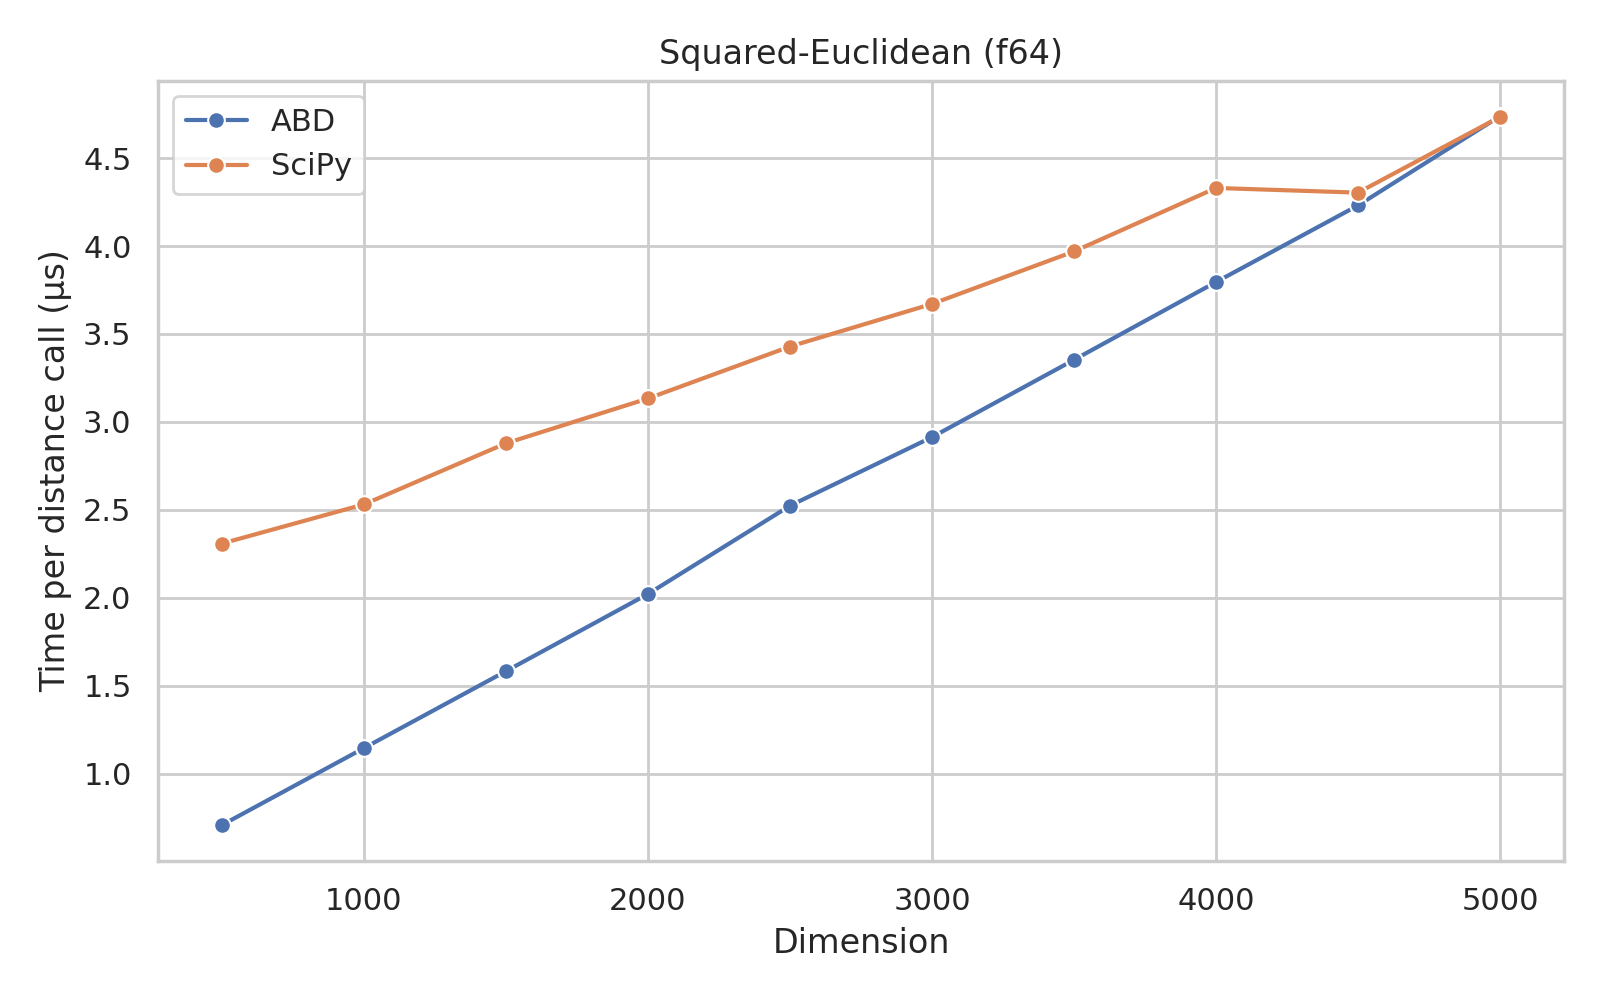 Squared-Euclidean (f64)
ABD
SciPy
Time per distance call (µs)
4.5
4.0
3.5
3.0
2.5
2.0
1.5
1.0
1000 2000 3000 4000 5000
Dimension